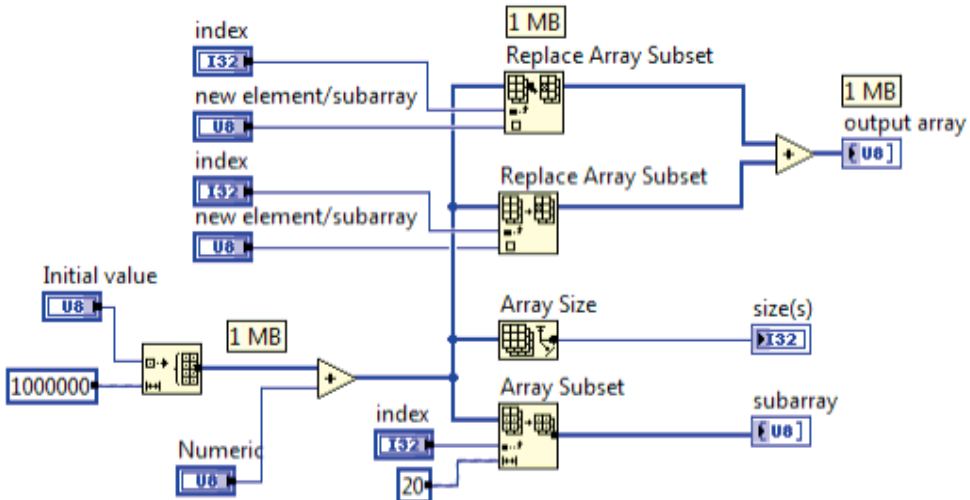 index
1 MB
I32
Replace Array Subset
new element/subarray
1 MB
U8
output array
index
[U8]
I32
Replace Array Subset
new element/subarray
U8
Initial value
U8
Array Size
size(s)
1 MB
I32
1000000
Array Subset
index
subarray
I32
[U8]
Numeric
U8
20